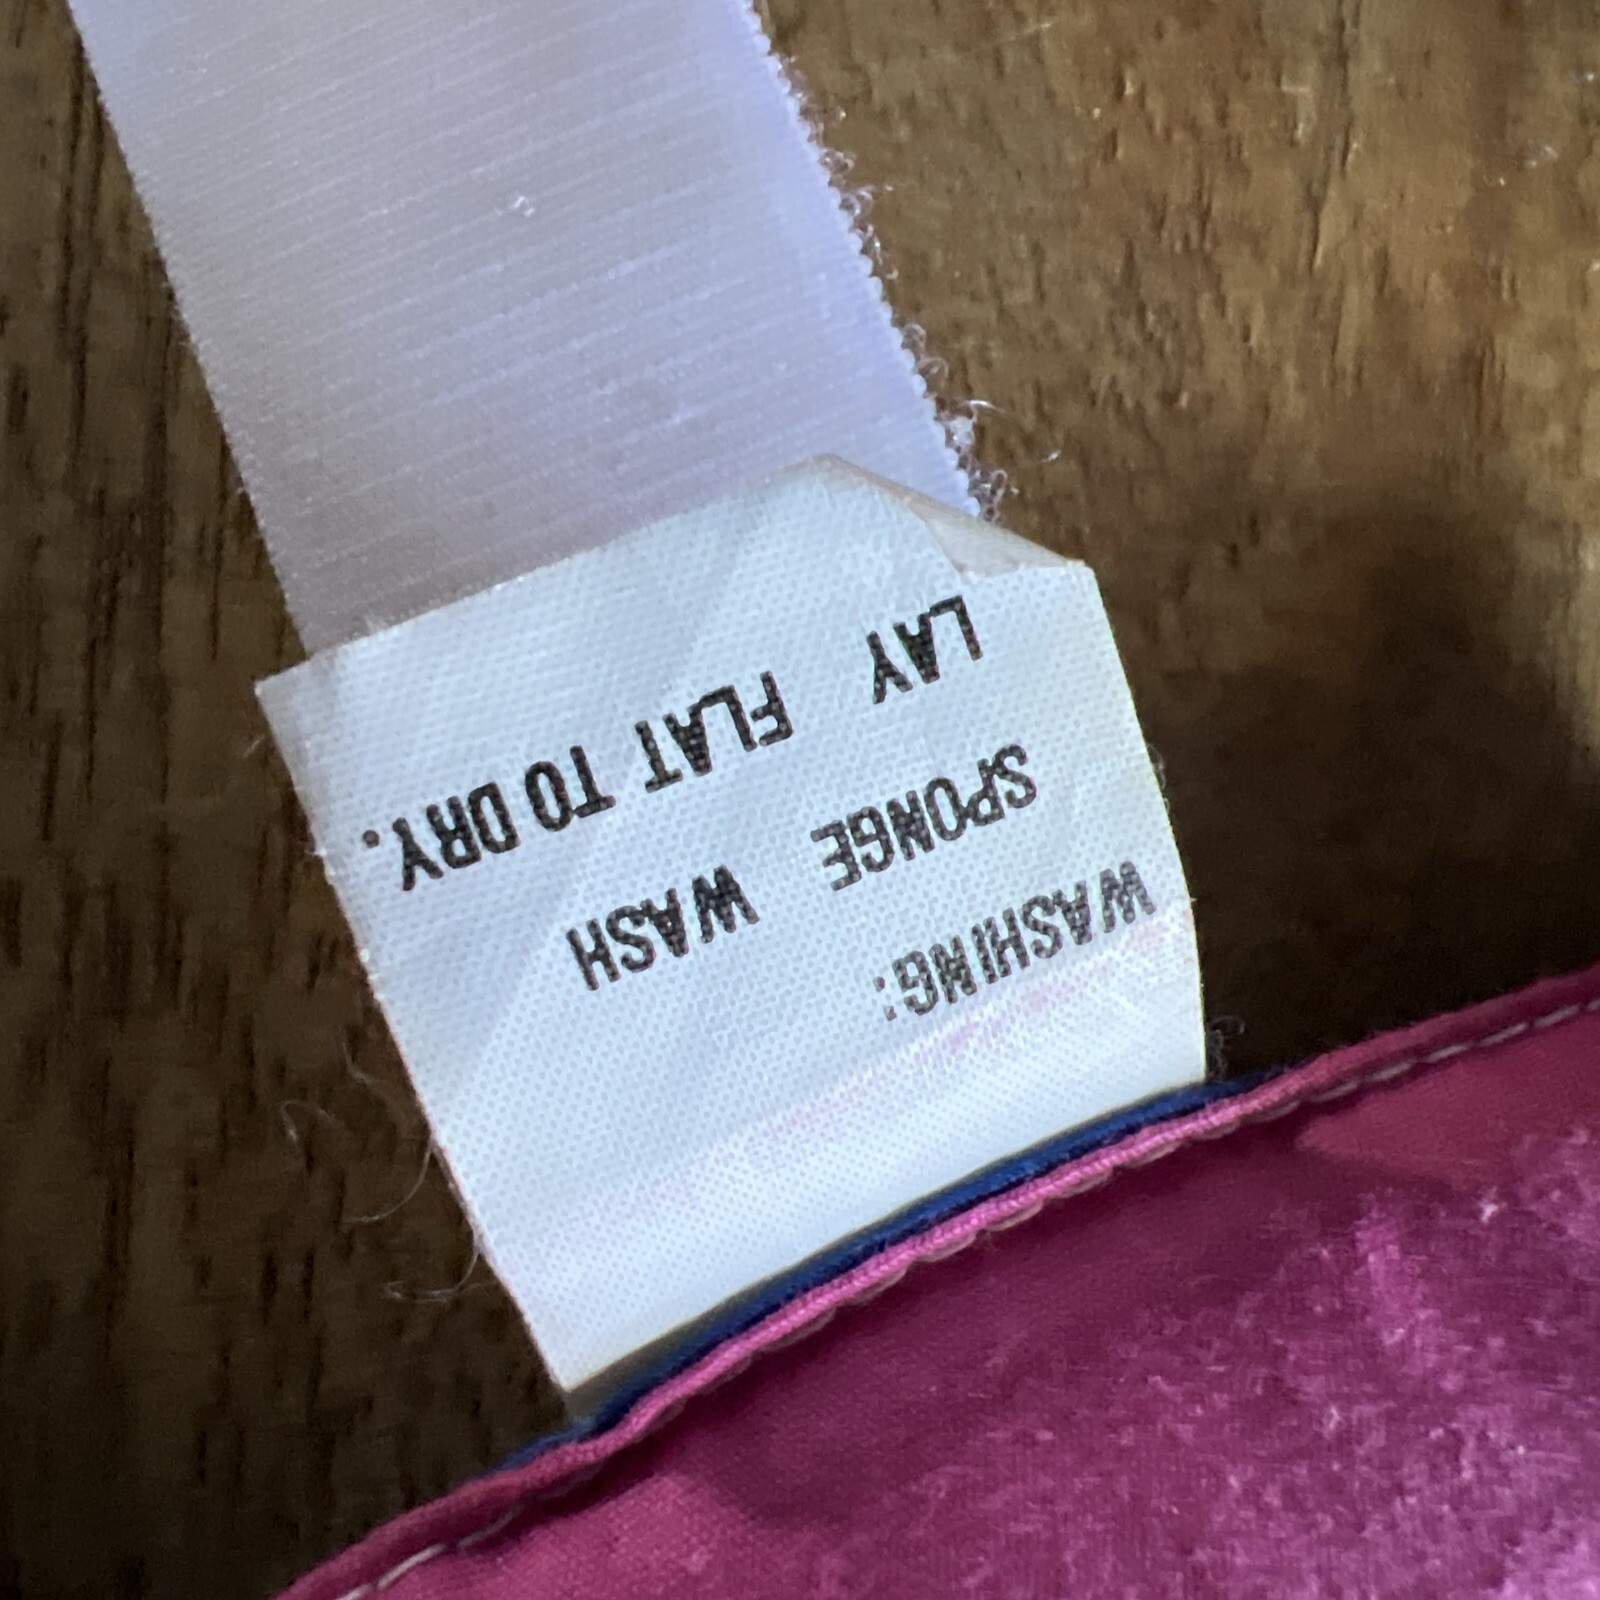 WASHING:
SPONGE WASH
LAY FLAT TO DRY.